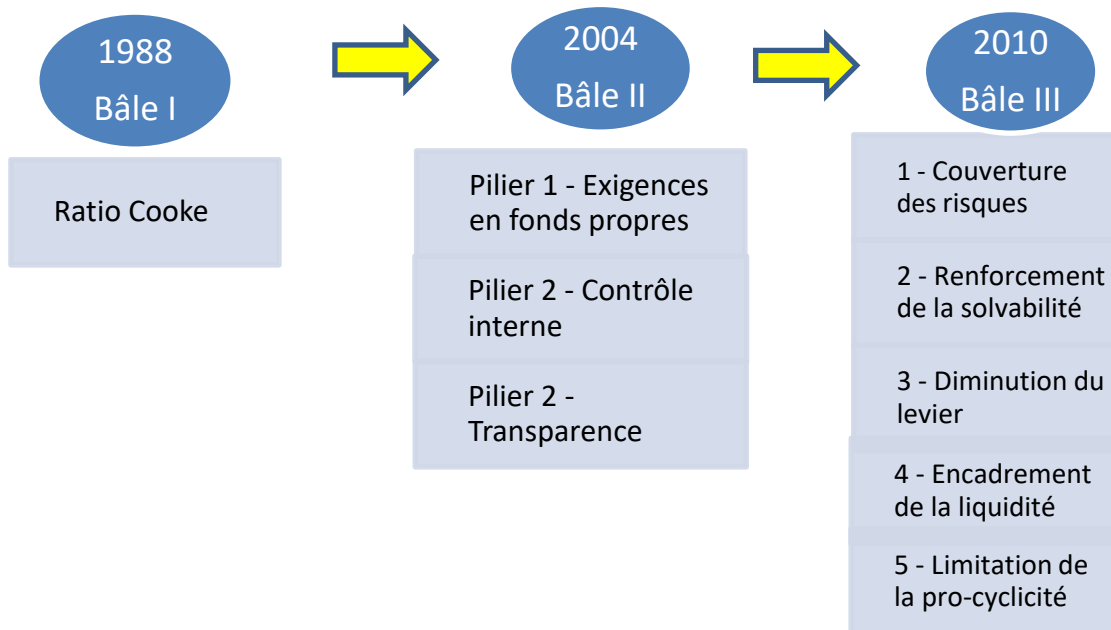 1988
Bâle I
Ratio Cooke
2004
Bâle II
Pilier 1 - Exigences
en fonds propres
Pilier 2 - Contrôle
interne
Pilier 2 -
Transparence
2010
Bâle III
1 - Couverture
des risques
2 - Renforcement
de la solvabilité
3 - Diminution du
levier
4 - Encadrement
de la liquidité
5 - Limitation de
la pro-cyclicité